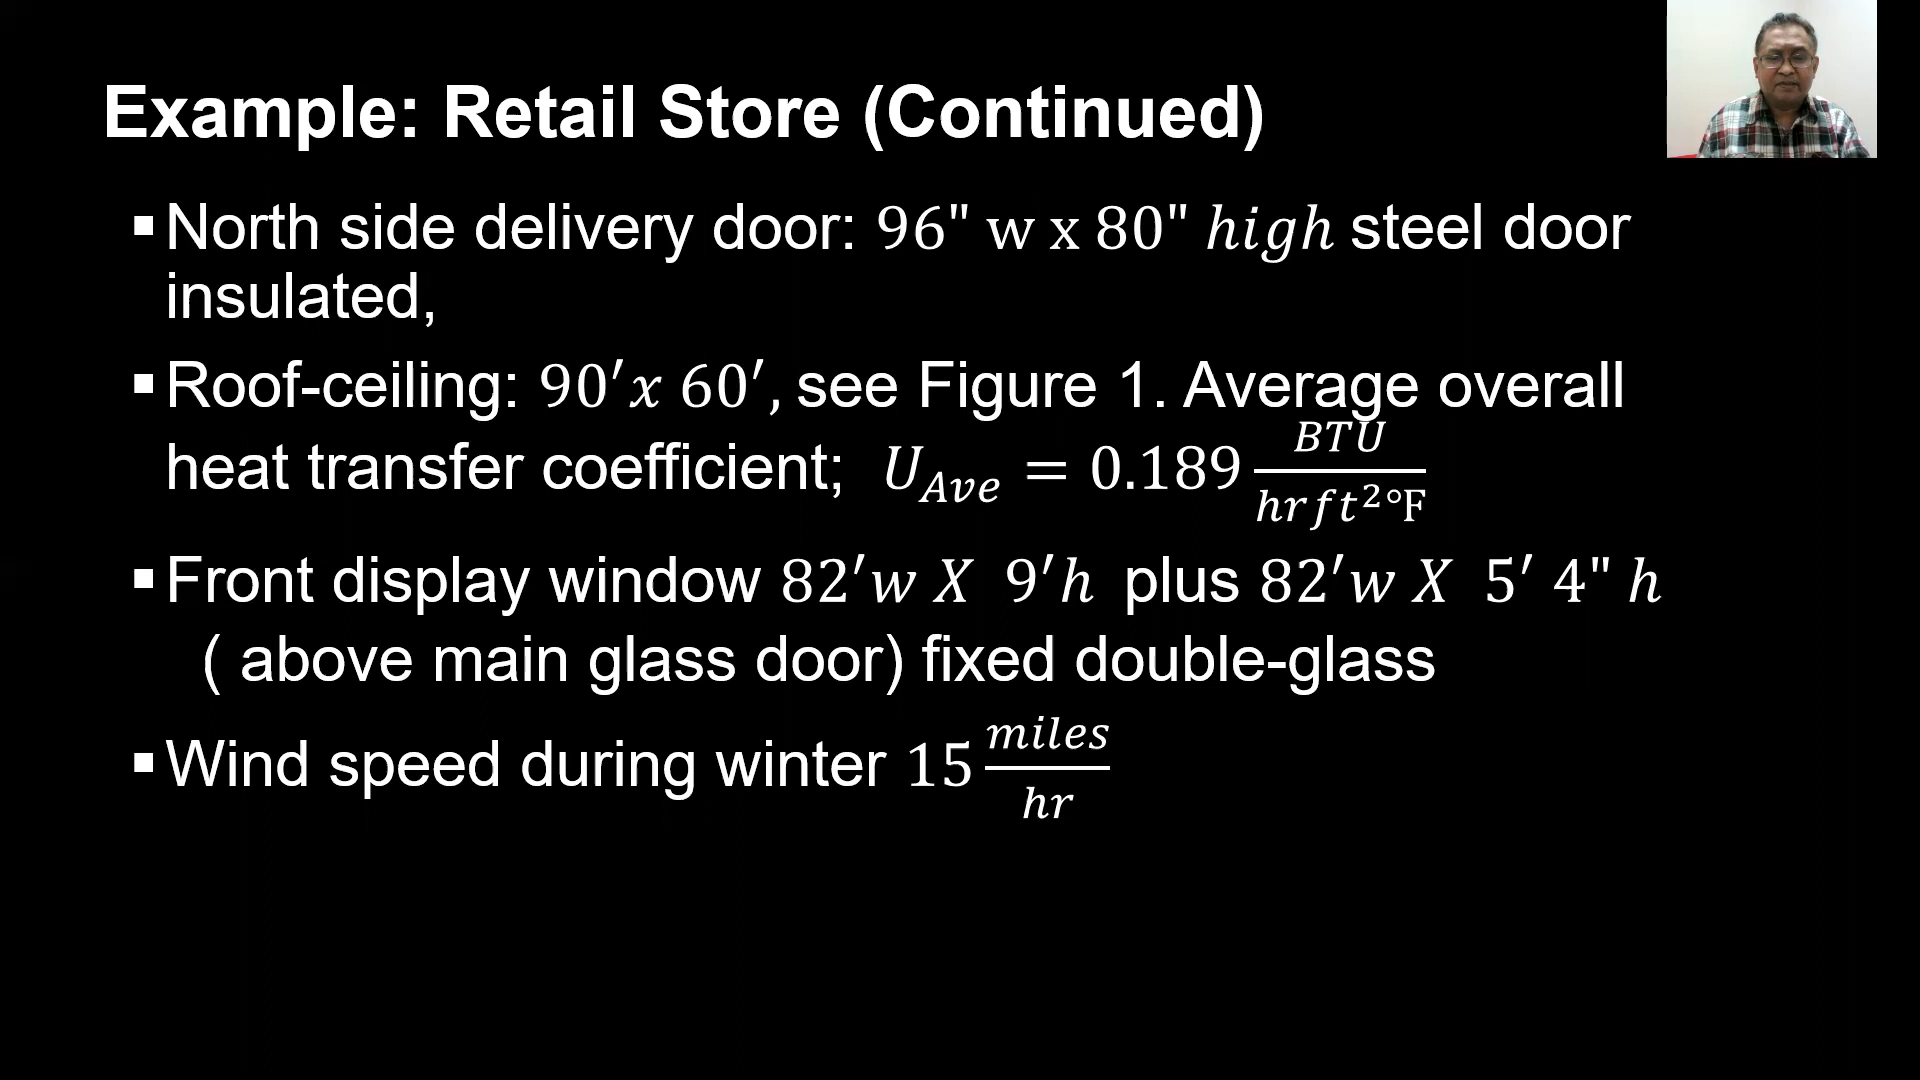 Example: Retail Store (Continued)
▪North side delivery door: 96" w x 80" high steel door
insulated,
▪Roof-ceiling: 90′x 60′, see Figure 1. Average overall
heat transfer coefficient; U_Ave = 0.189 BTU/hrft²°F
▪Front display window 82′w X 9′h plus 82′w X 5′ 4" h
( above main glass door) fixed double-glass
▪Wind speed during winter 15 miles/hr